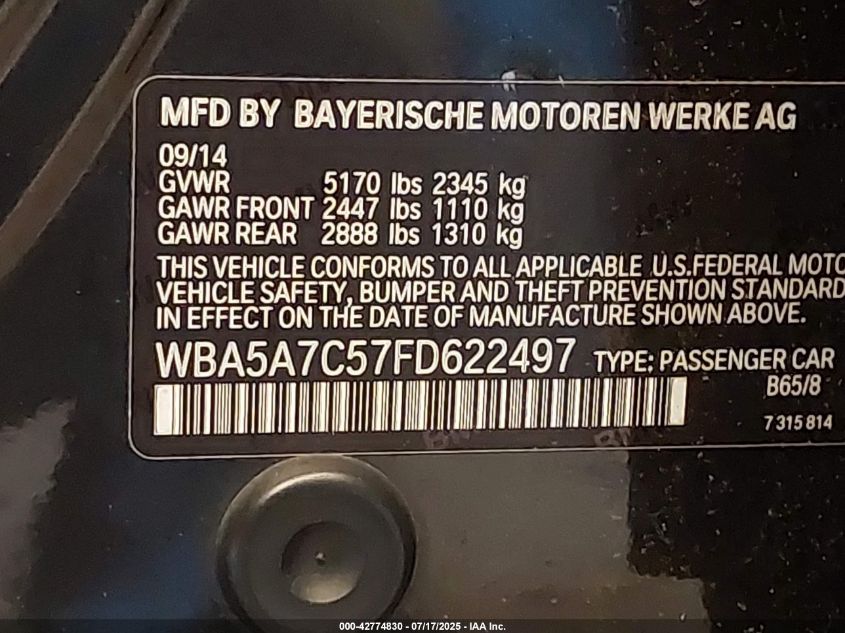 MFD BY BAYERISCHE MOTOREN WERKE AG
09/14
GVWR 5170 lbs 2345 kg
GAWR FRONT 2447 lbs 1110 kg
GAWR REAR 2888 lbs 1310 kg
THIS VEHICLE CONFORMS TO ALL APPLICABLE U.S.FEDERAL MOTO
VEHICLE SAFETY, BUMPER AND THEFT PREVENTION STANDARD
IN EFFECT ON THE DATE OF MANUFACTURE SHOWN ABOVE.
WBA5A7C57FD622497 TYPE: PASSENGER CAR
B65/8
7 315 814
000-42774830 - 07/17/2025 - IAA Inc.